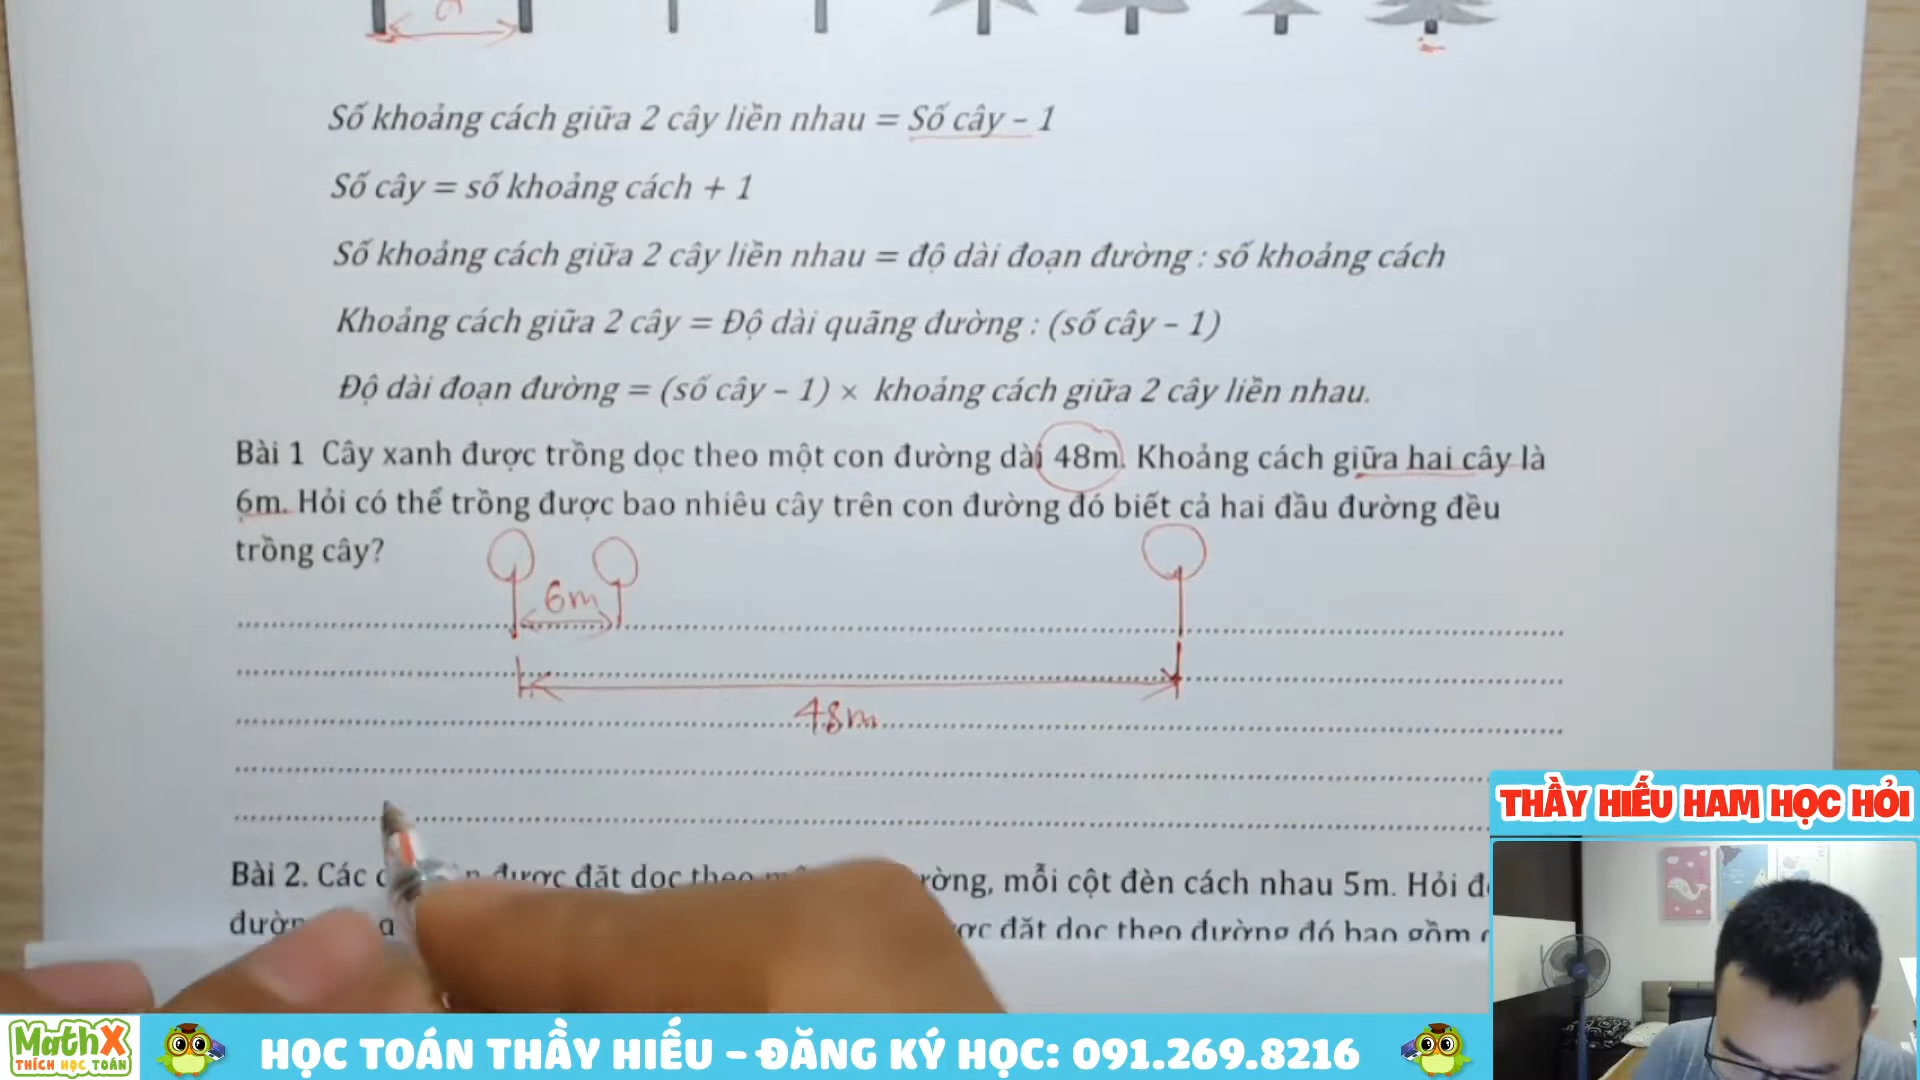 a
Số khoảng cách giữa 2 cây liền nhau = Số cây – 1
Số cây = số khoảng cách + 1
Số khoảng cách giữa 2 cây liền nhau = độ dài đoạn đường : số khoảng cách
Khoảng cách giữa 2 cây = Độ dài quãng đường : (số cây – 1)
Độ dài đoạn đường = (số cây – 1) × khoảng cách giữa 2 cây liền nhau.
Bài 1 Cây xanh được trồng dọc theo một con đường dài 48m. Khoảng cách giữa hai cây là
6m. Hỏi có thể trồng được bao nhiêu cây trên con đường đó biết cả hai đầu đường đều
trồng cây?
6m
48m
Bài 2. Các được đặt dọc theo mỗi cột đèn cách nhau 5m. Hỏi
đặt dọc theo đường đó bao gồm
THẦY HIẾU HAM HỌC HỎI
MathX
THÍCH HỌC TOÁN
HỌC TOÁN THẦY HIẾU - ĐĂNG KÝ HỌC: 091.269.8216